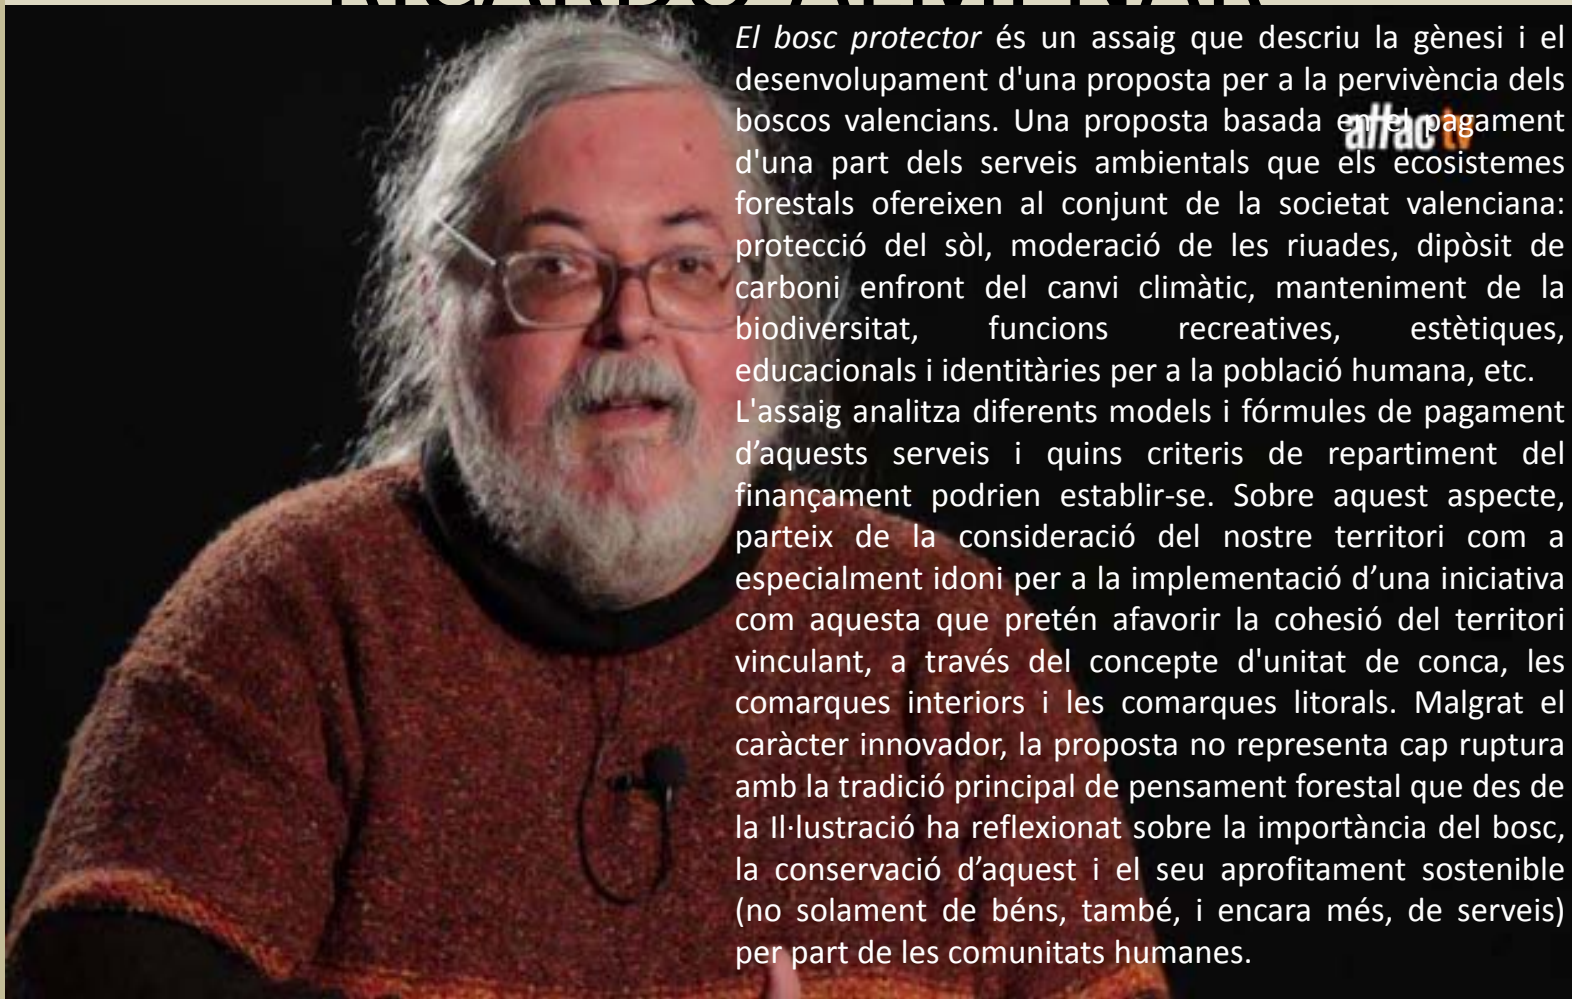 RICARDO ALMENAR
El bosc protector és un assaig que descriu la gènesi i el
desenvolupament d'una proposta per a la pervivència dels
boscos valencians. Una proposta basada en el pagament
attac tv
d'una part dels serveis ambientals que els ecosistemes
forestals ofereixen al conjunt de la societat valenciana:
protecció del sòl, moderació de les riuades, dipòsit de
carboni enfront del canvi climàtic, manteniment de la
biodiversitat, funcions recreatives, estètiques,
educacionals i identitàries per a la població humana, etc.
L'assaig analitza diferents models i fórmules de pagament
d’aquests serveis i quins criteris de repartiment del
finançament podrien establir-se. Sobre aquest aspecte,
parteix de la consideració del nostre territori com a
especialment idoni per a la implementació d’una iniciativa
com aquesta que pretén afavorir la cohesió del territori
vinculant, a través del concepte d'unitat de conca, les
comarques interiors i les comarques litorals. Malgrat el
caràcter innovador, la proposta no representa cap ruptura
amb la tradició principal de pensament forestal que des de
la Il·lustració ha reflexionat sobre la importància del bosc,
la conservació d’aquest i el seu aprofitament sostenible
(no solament de béns, també, i encara més, de serveis)
per part de les comunitats humanes.